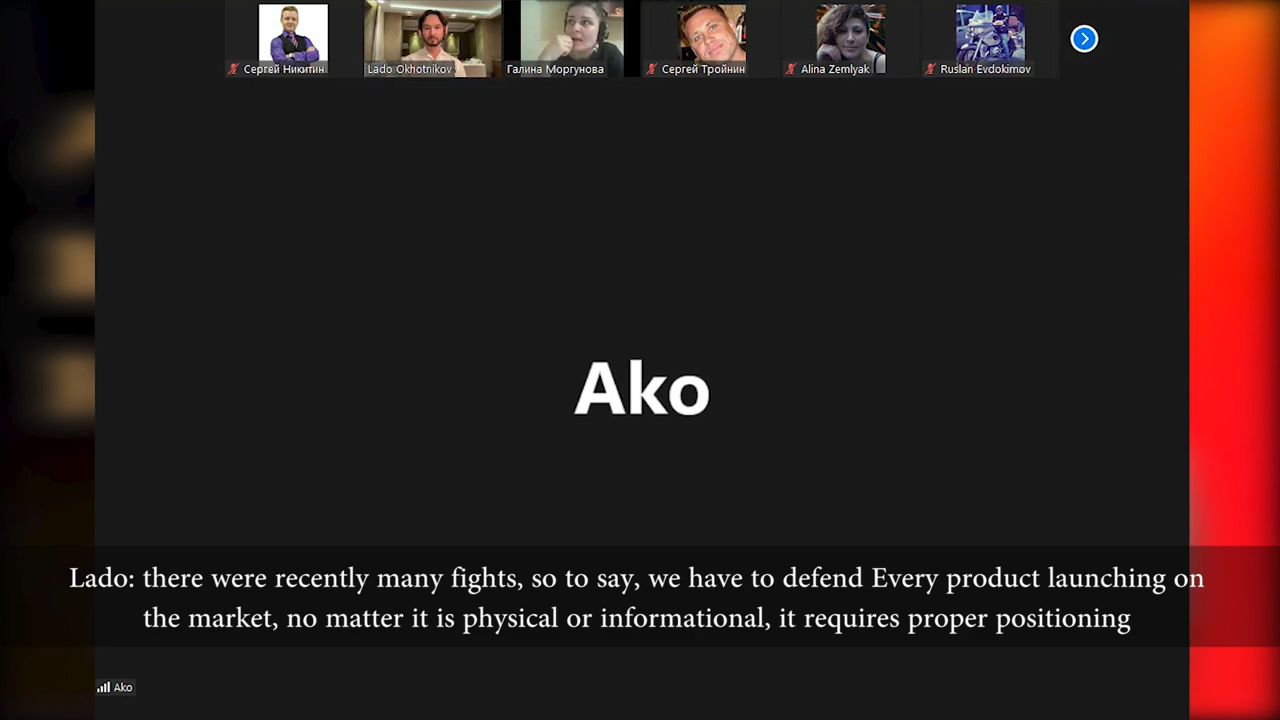 Сергей Никитин
Lado Okhotnikov
Галина Моргунова
Сергей Тройнин
Alina Zemlyak
Ruslan Evdokimov
Ako
Lado: there were recently many fights, so to say, we have to defend Every product launching on
the market, no matter it is physical or informational, it requires proper positioning
Ako